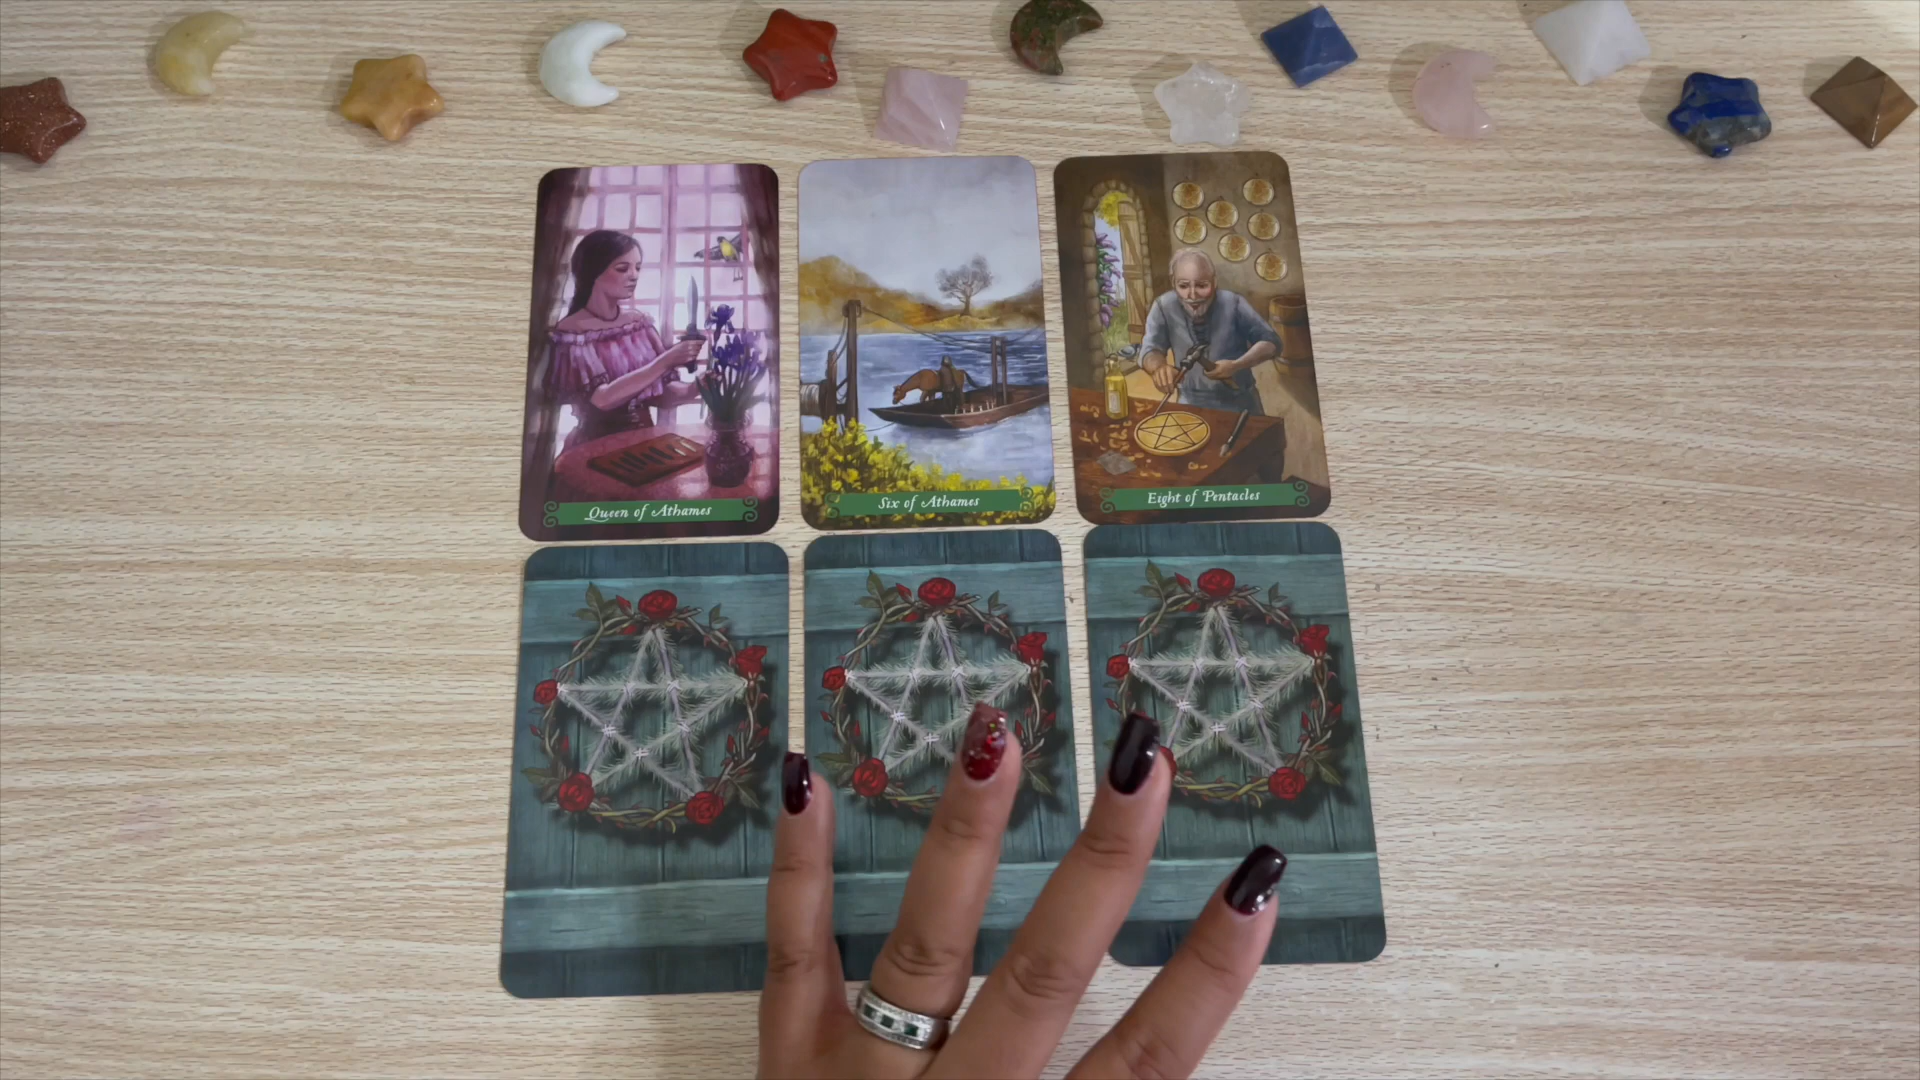 Queen of Athames
Six of Athames
Eight of Pentacles